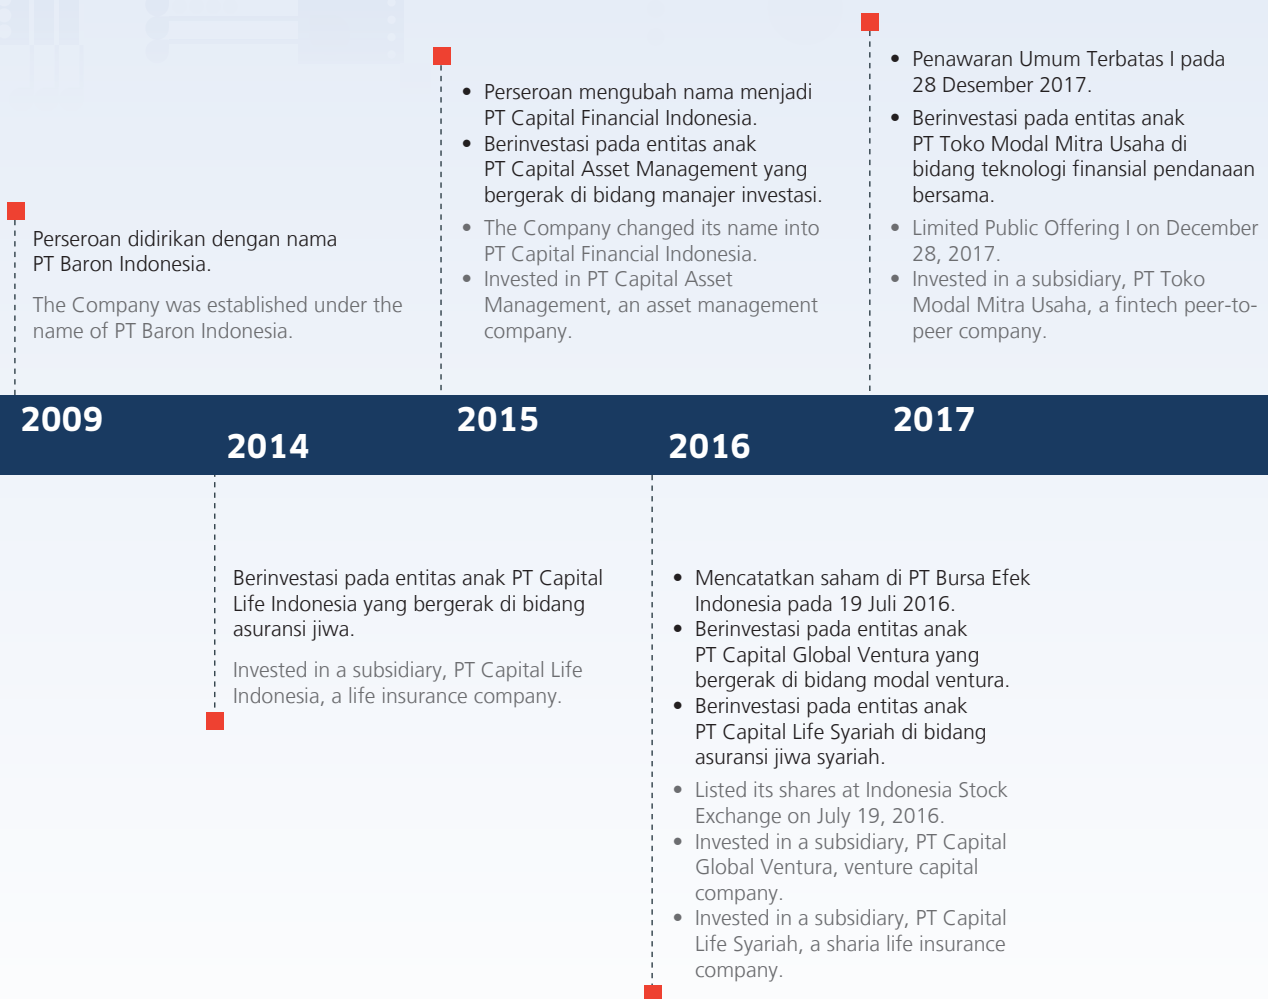 Perseroan didirikan dengan nama
PT Baron Indonesia.
The Company was established under the
name of PT Baron Indonesia.
• Perseroan mengubah nama menjadi
PT Capital Financial Indonesia.
• Berinvestasi pada entitas anak
PT Capital Asset Management yang
bergerak di bidang manajer investasi.
• The Company changed its name into
PT Capital Financial Indonesia.
• Invested in PT Capital Asset
Management, an asset management
company.
• Penawaran Umum Terbatas I pada
28 Desember 2017.
• Berinvestasi pada entitas anak
PT Toko Modal Mitra Usaha di
bidang teknologi finansial pendanaan
bersama.
• Limited Public Offering I on December
28, 2017.
• Invested in a subsidiary, PT Toko
Modal Mitra Usaha, a fintech peer-to-
peer company.
2009
2014
2015
2016
2017
Berinvestasi pada entitas anak PT Capital
Life Indonesia yang bergerak di bidang
asuransi jiwa.
Invested in a subsidiary, PT Capital Life
Indonesia, a life insurance company.
• Mencatatkan saham di PT Bursa Efek
Indonesia pada 19 Juli 2016.
• Berinvestasi pada entitas anak
PT Capital Global Ventura yang
bergerak di bidang modal ventura.
• Berinvestasi pada entitas anak
PT Capital Life Syariah di bidang
asuransi jiwa syariah.
• Listed its shares at Indonesia Stock
Exchange on July 19, 2016.
• Invested in a subsidiary, PT Capital
Global Ventura, venture capital
company.
• Invested in a subsidiary, PT Capital
Life Syariah, a sharia life insurance
company.